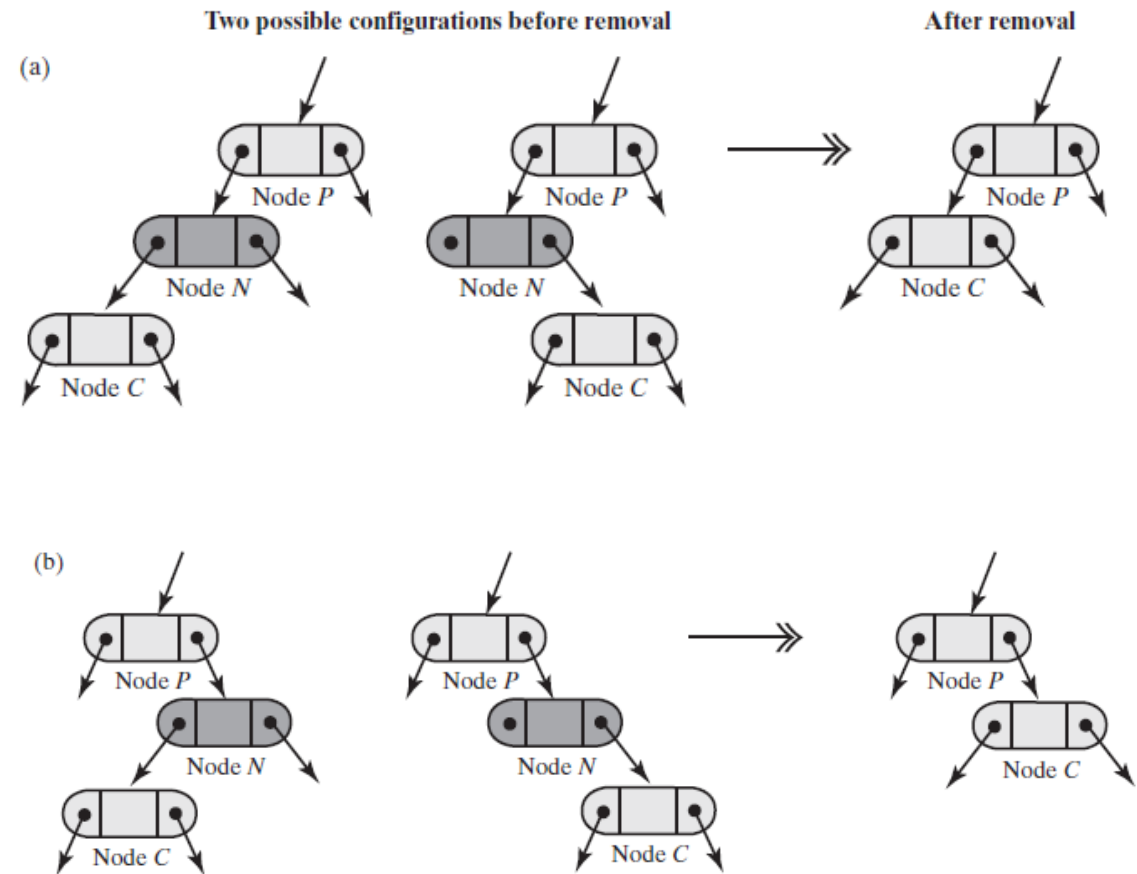 Two possible configurations before removal After removal
(a)
Node P Node P Node P
Node N Node N Node C
Node C Node C
(b)
Node P Node P Node P
Node N Node N Node C
Node C Node C